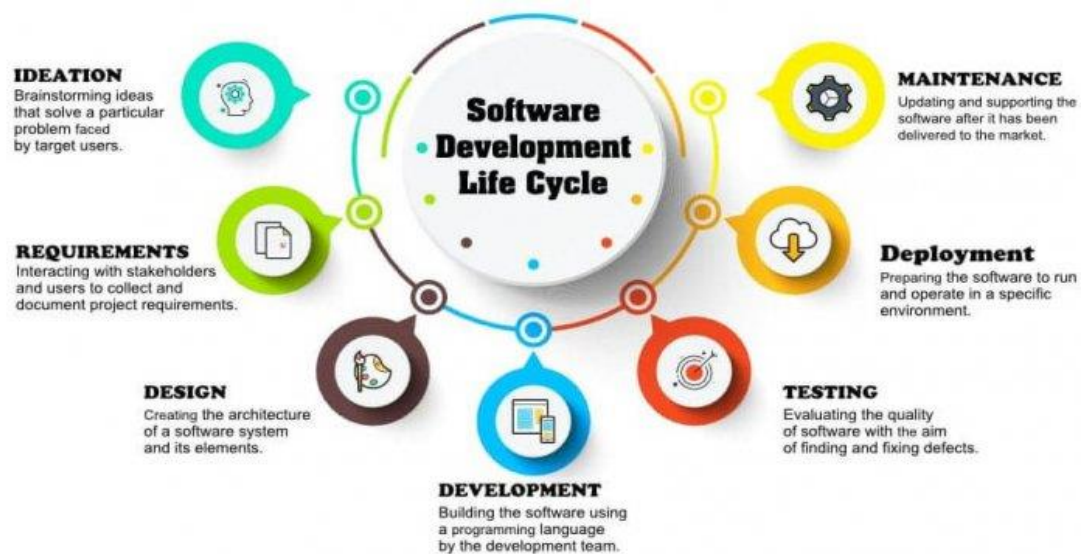 Software
Development
Life Cycle
IDEATION
Brainstorming ideas
that solve a particular
problem faced
by target users.
REQUIREMENTS
Interacting with stakeholders
and users to collect and
document project requirements.
DESIGN
Creating the architecture
of a software system
and its elements.
DEVELOPMENT
Building the software using
a programming language
by the development team.
TESTING
Evaluating the quality
of software with the aim
of finding and fixing defects.
Deployment
Preparing the software to run
and operate in a specific
environment.
MAINTENANCE
Updating and supporting the
software after it has been
delivered to the market.